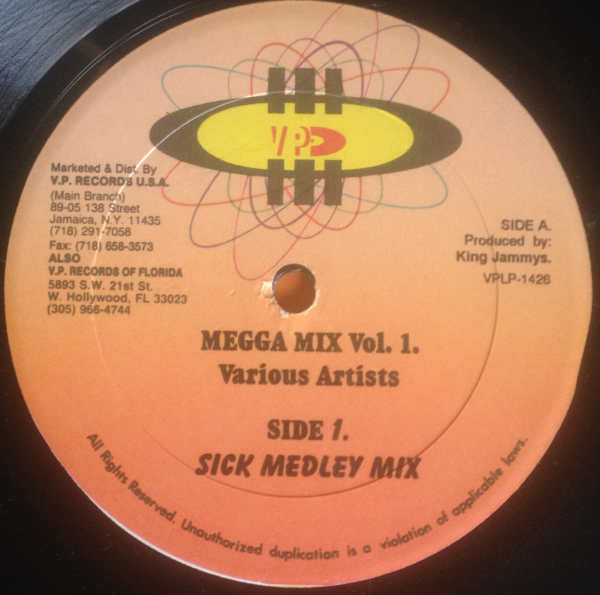 VP
Marketed & Dist. By
V.P. RECORDS U.S.A.
(Main Branch)
89-05 138 Street
Jamaica, N.Y. 11435
(718) 291-7058
Fax: (718) 658-3573
ALSO
V.P. RECORDS OF FLORIDA
5893 S.W. 21st St.
W. Hollywood, FL 33023
(305) 966-4744
SIDE A.
Produced by:
King Jammys.
VPLP-1426
MEGGA MIX Vol. 1.
Various Artists
SIDE 1.
SICK MEDLEY MIX
All Rights Reserved. Unauthorized duplication is a violation of applicable laws.